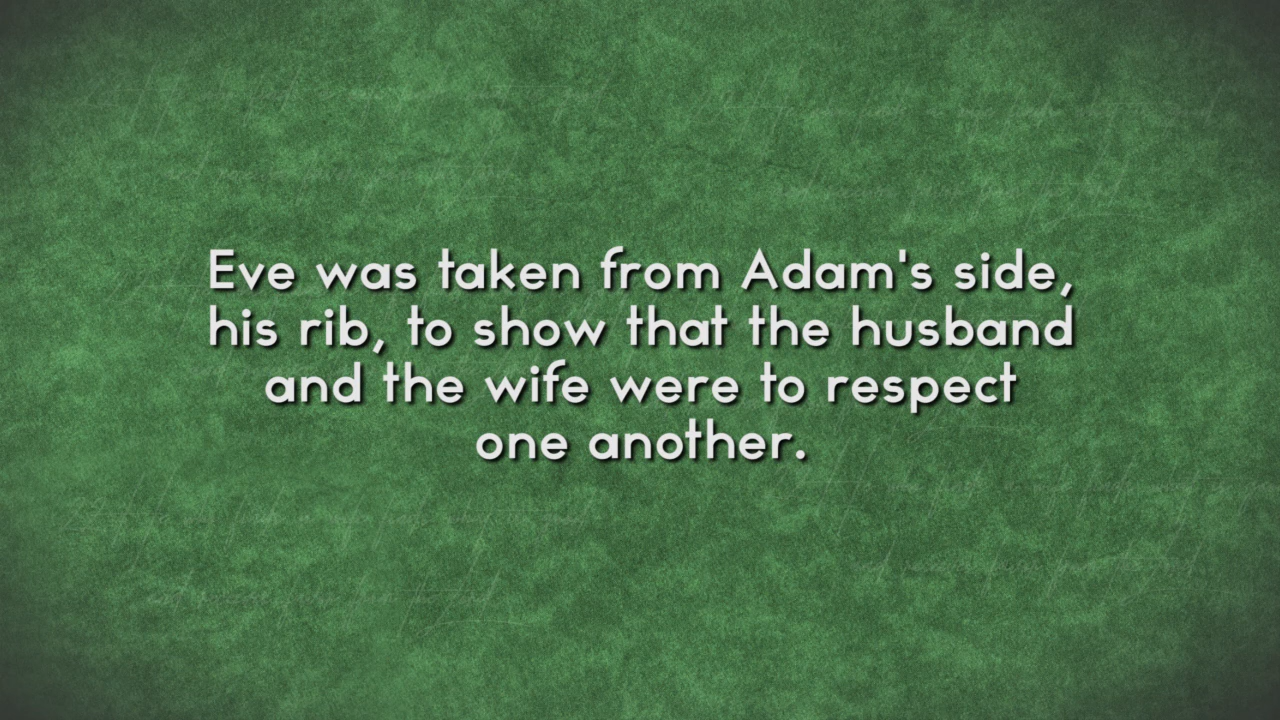 Eve was taken from Adam's side,
his rib, to show that the husband
and the wife were to respect
one another.